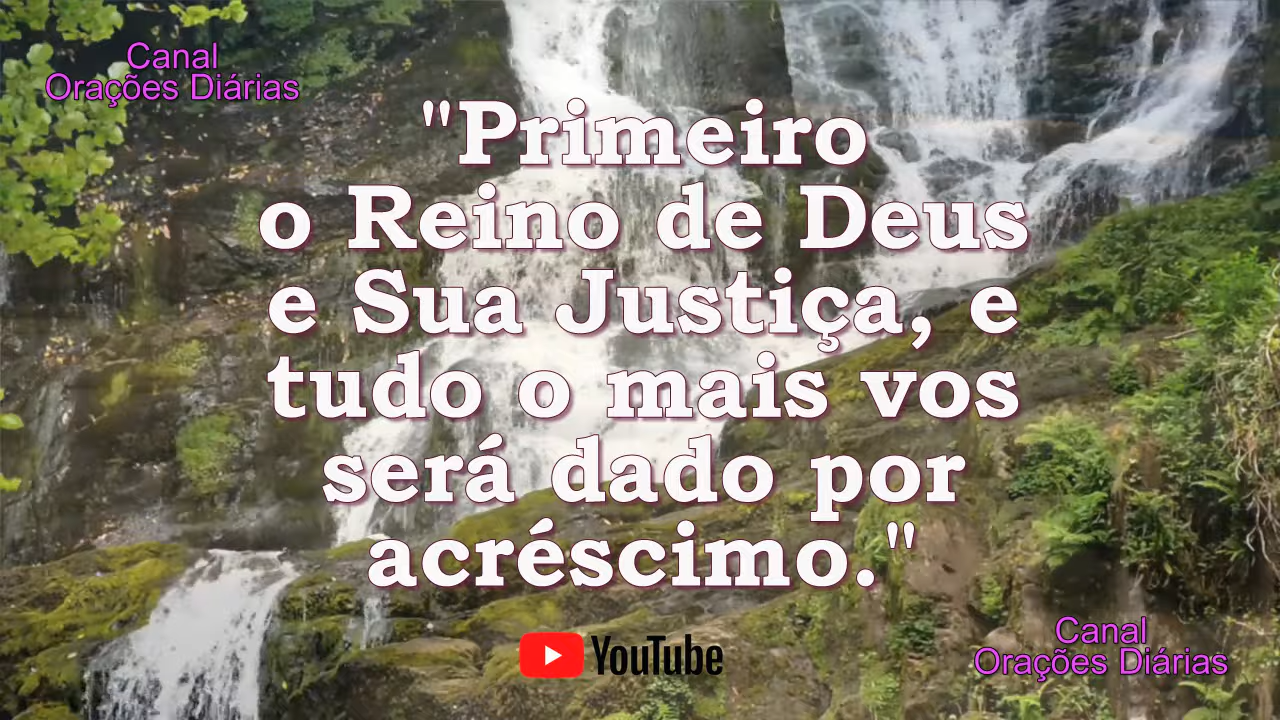 Canal
Orações Diárias
"Primeiro
o Reino de Deus
e Sua Justiça, e
tudo o mais vos
será dado por
acréscimo."
YouTube
Canal
Orações Diárias